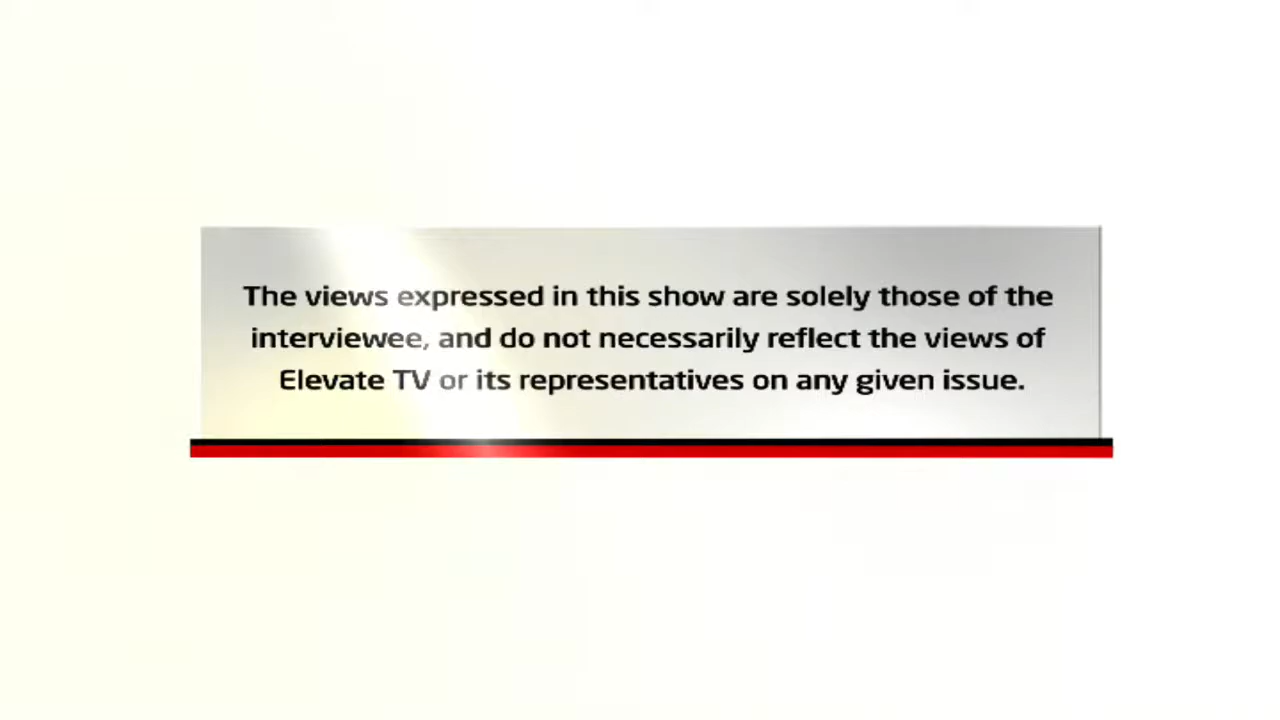 The views expressed in this show are solely those of the
interviewee, and do not necessarily reflect the views of
Elevate TV or its representatives on any given issue.